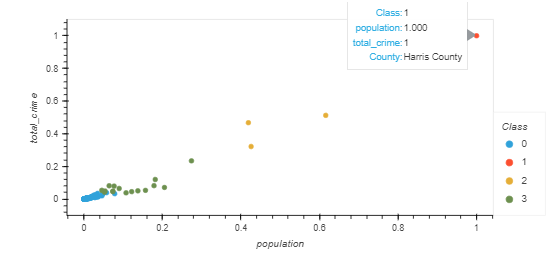 Class: 1
population: 1.000
total_crime: 1
County: Harris County
1
0.8
0.6
0.4
0.2
0
total_crime
0 0.2 0.4 0.6 0.8 1
population
Class
0
1
2
3